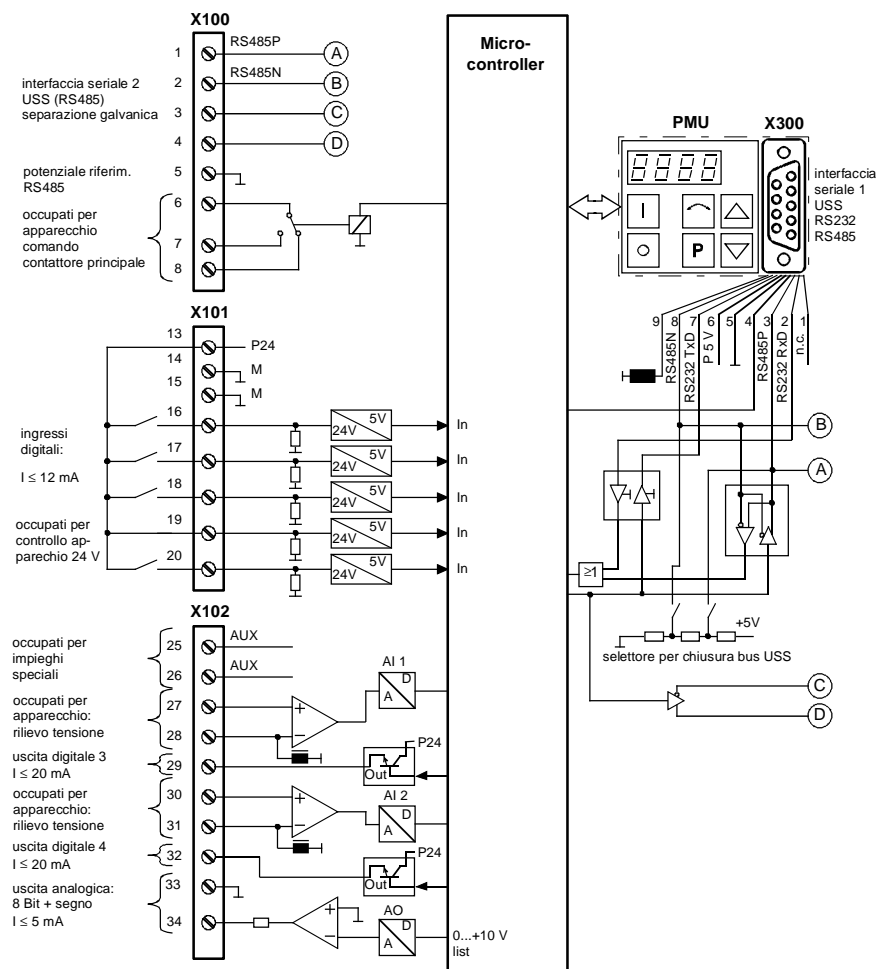 X100
Micro-
controller
1
RS485P
A
2
RS485N
B
interfaccia seriale 2
USS (RS485)
separazione galvanica
3
C
4
D
potenziale riferim.
RS485
5
occupati per
apparecchio
comando
contattore principale
6
7
8
PMU
X300
8888
I
O
P
interfaccia
seriale 1
USS
RS232
RS485
9
8
7
6
5
4
3
2
1
RS485N
RS232 TxD
P 5 V
RS485P
RS232 RxD
n.c.
B
A
≥1
+5V
selettore per chiusura bus USS
C
D
X101
13
P24
14
M
15
M
16
24V
5V
In
ingressi
digitali:
I ≤ 12 mA
17
24V
5V
In
18
24V
5V
In
occupati per
controllo ap-
parechio 24 V
19
24V
5V
In
20
24V
5V
In
X102
occupati per
impieghi
speciali
25
AUX
26
AUX
occupati per
apparecchio:
rilievo tensione
27
28
+
−
AI 1
A
D
uscita digitale 3
I ≤ 20 mA
29
P24
Out
occupati per
apparecchio:
rilievo tensione
30
31
+
−
AI 2
A
D
uscita digitale 4
I ≤ 20 mA
32
P24
Out
uscita analogica:
8 Bit + segno
I ≤ 5 mA
33
34
+
−
AO
A
D
0...+10 V
list